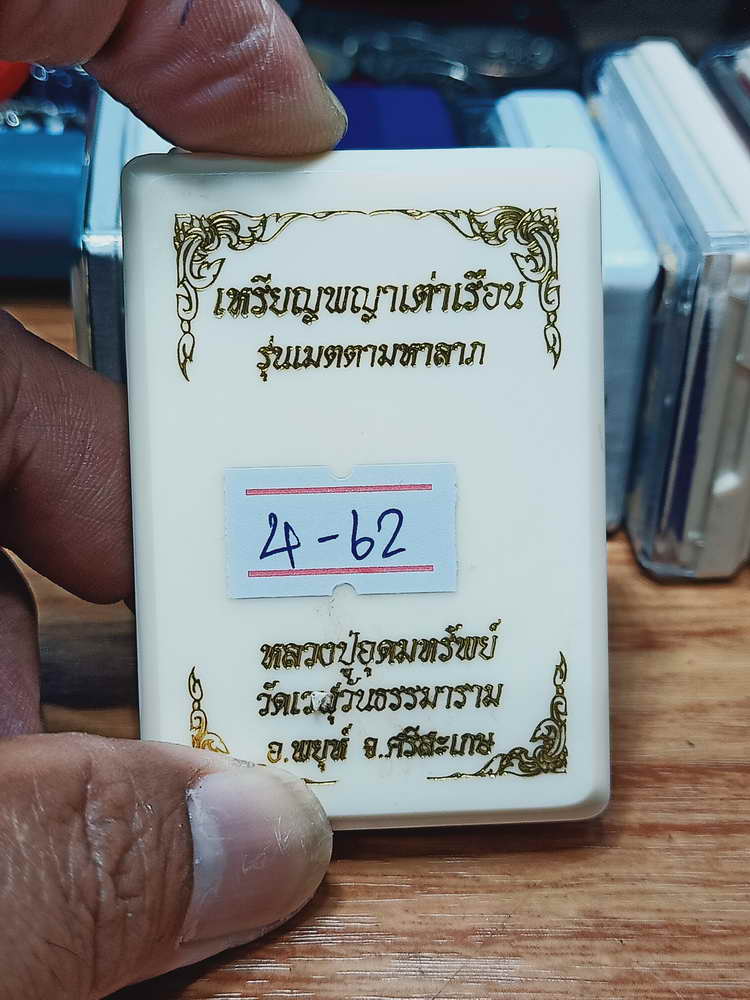 เหรียญพญาเต่าเรือน
รุ่นเมตตามหาลาภ
4-62
หลวงปู่อุดมทรัพย์
วัดเวฬุวันธรรมาราม
อ.พยุห์ จ.ศรีสะเกษ